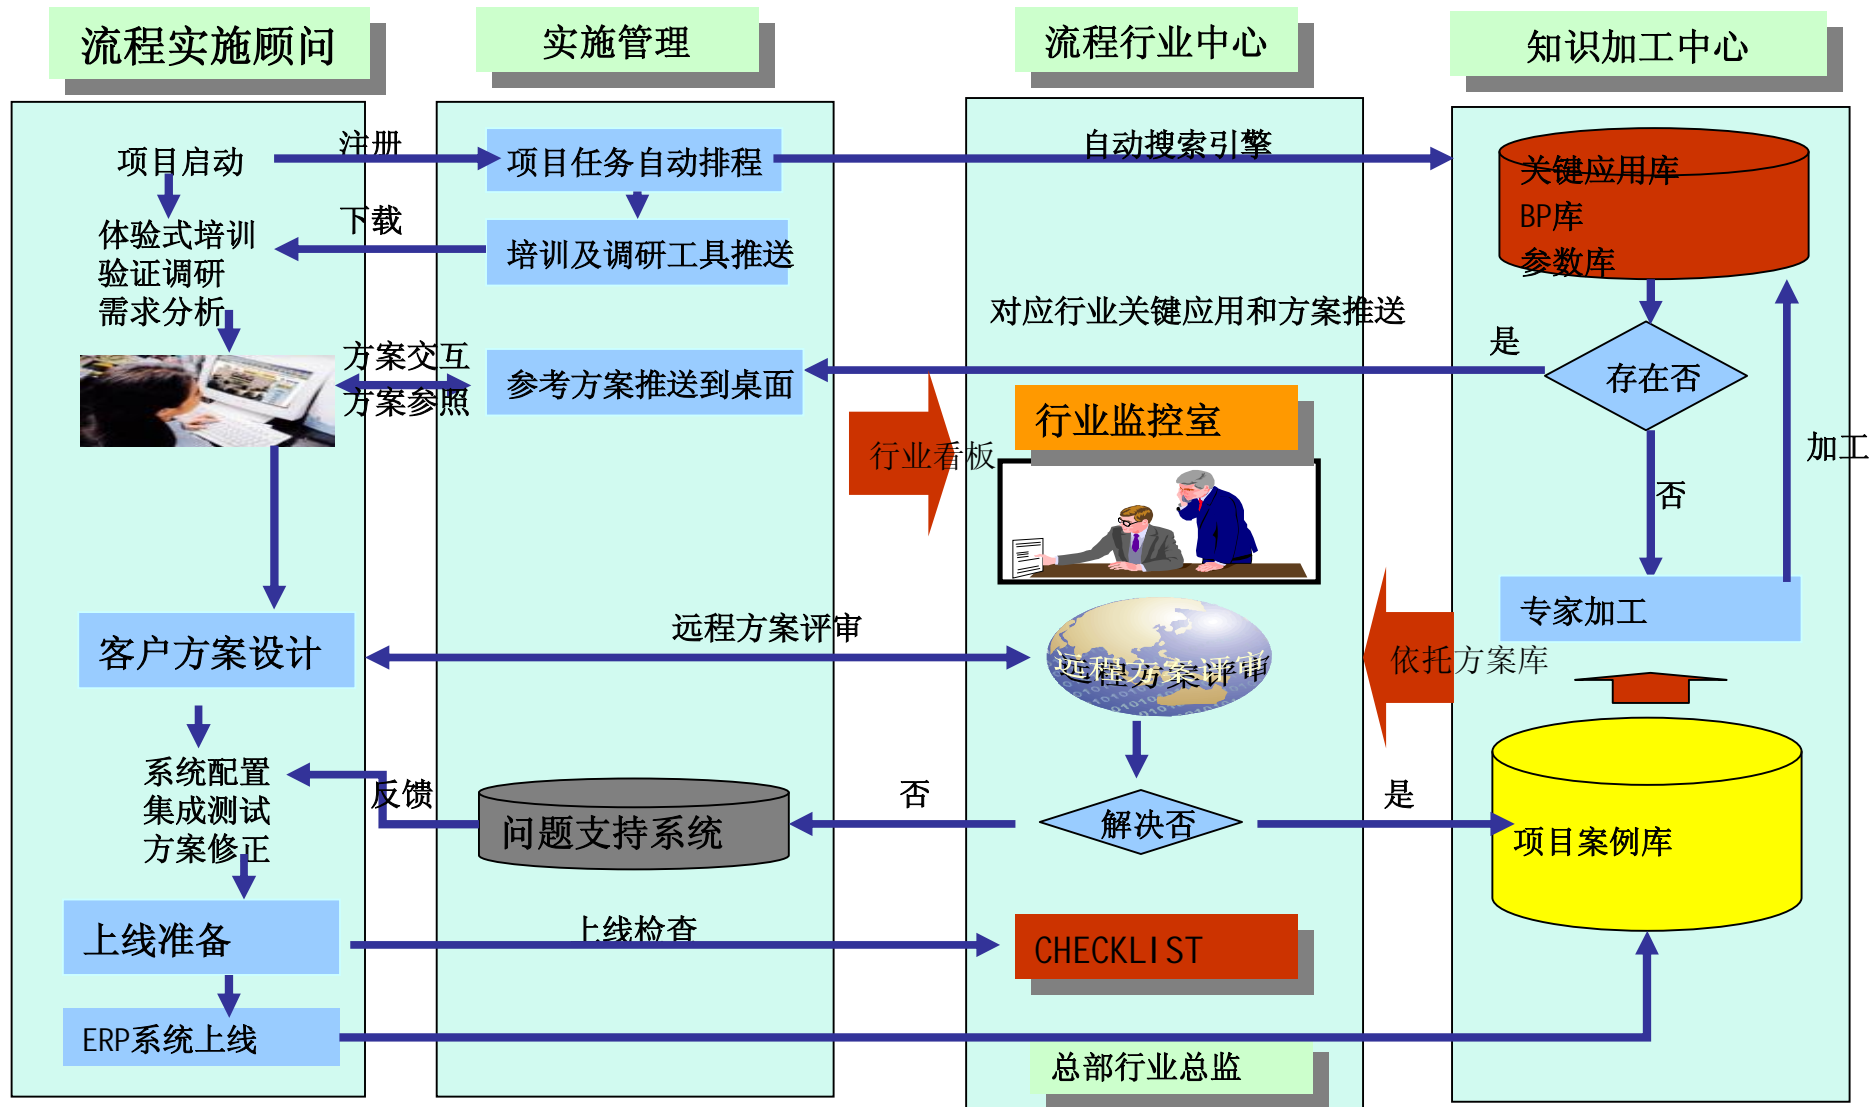 流程实施顾问
实施管理
流程行业中心
知识加工中心
项目启动
注册
项目任务自动排程
自动搜索引擎
关键应用库
BP库
参数库
体验式培训
验证调研
需求分析
下载
培训及调研工具推送
对应行业关键应用和方案推送
是
存在否
方案交互
方案参照
参考方案推送到桌面
行业看板
行业监控室
加工
否
专家加工
客户方案设计
远程方案评审
远程方案评审
依托方案库
系统配置
集成测试
方案修正
反馈
问题支持系统
否
解决否
是
项目案例库
上线准备
上线检查
CHECKLIST
ERP系统上线
总部行业总监